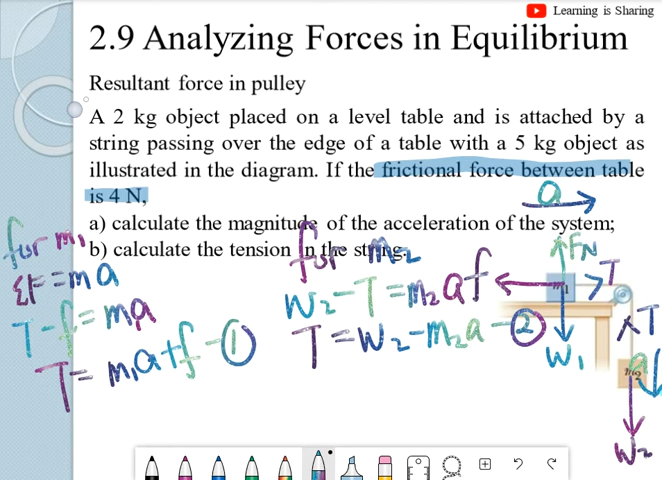 Learning is Sharing
2.9 Analyzing Forces in Equilibrium
Resultant force in pulley
A 2 kg object placed on a level table and is attached by a
string passing over the edge of a table with a 5 kg object as
illustrated in the diagram. If the frictional force between table
is 4 N,
a) calculate the magnitude of the acceleration of the system;
b) calculate the tension in the string.
a
for m₁
ΣF=ma
T-f=ma
T=m₁a+f-①
for m₂
W₂-T=m₂a
T=W₂-m₂a-②
f
FN
m₁
T
W₁
T
a
m₂
W₂